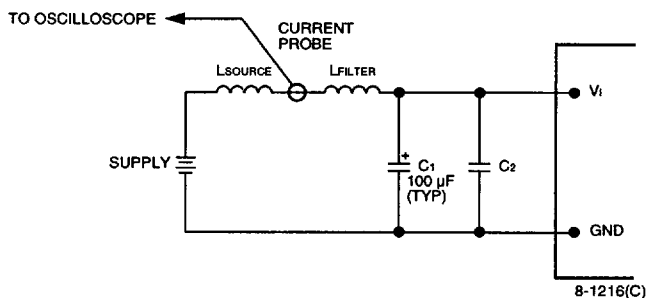 TO OSCILLOSCOPE
CURRENT
PROBE
LSOURCE
LFILTER
VI
SUPPLY
+
C1
100 µF
(TYP)
C2
GND
8-1216(C)